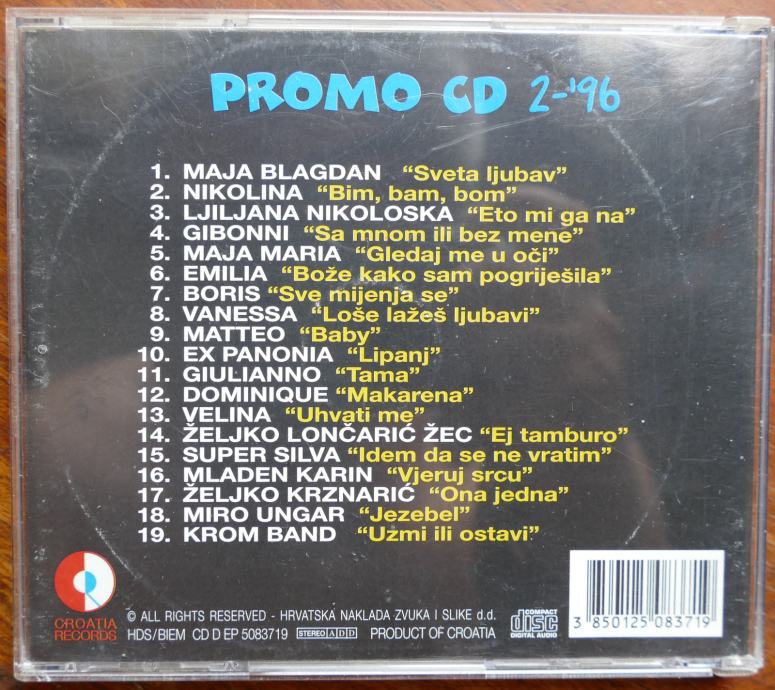 PROMO CD 2-'96
1. MAJA BLAGDAN "Sveta ljubav"
2. NIKOLINA "Bim, bam, bom"
3. LJILJANA NIKOLOSKA "Eto mi ga na"
4. GIBONNI "Sa mnom ili bez mene"
5. MAJA MARIA "Gledaj me u oči"
6. EMILIA "Bože kako sam pogriješila"
7. BORIS "Sve mijenja se"
8. VANESSA "Loše lažeš ljubavi"
9. MATTEO "Baby"
10. EX PANONIA "Lipanj"
11. GIULIANNO "Tama"
12. DOMINIQUE "Makarena"
13. VELINA "Uhvati me"
14. ŽELJKO LONČARIĆ ŽEC "Ej tamburo"
15. SUPER SILVA "Idem da se ne vratim"
16. MLADEN KARIN "Vjeruj srcu"
17. ŽELJKO KRZNARIĆ "Ona jedna"
18. MIRO UNGAR "Jezebel"
19. KROM BAND "Uzmi ili ostavi"
CROATIA
RECORDS
© ALL RIGHTS RESERVED - HRVATSKA NAKLADA ZVUKA I SLIKE d.d.
HDS/BIEM CD D EP 5083719 STEREO ADD PRODUCT OF CROATIA
COMPACT
disc
DIGITAL AUDIO
3 850125 083719